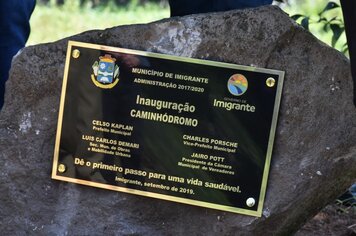 MUNICÍPIO DE IMIGRANTE
ADMINISTRAÇÃO 2017/2020
GOVERNO DE
Imigrante
Inauguração
CAMINHÓDROMO
CELSO KAPLAN
Prefeito Municipal
CHARLES PORSCHE
Vice-Prefeito Municipal
LUIS CARLOS DEMARI
Sec. Mun. de Obras
e Mobilidade Urbana
JAIRO POTT
Presidente da Câmara
Municipal de Vereadores
Dê o primeiro passo para uma vida saudável.
Imigrante, setembro de 2019.